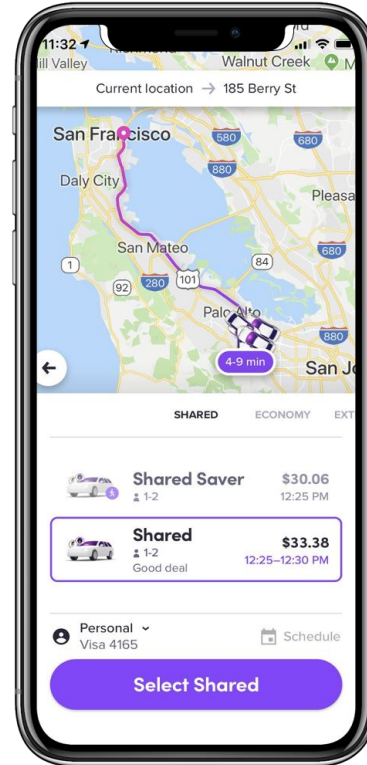 11:32
ill Valley
Walnut Creek
M
Current location → 185 Berry St
San Francisco
580
680
880
Daly City
Pleasa
San Mateo
680
1
92
280
101
84
Palo Alto
880
4-9 min
San Jo
SHARED ECONOMY EXT
Shared Saver $30.06
1-2 12:25 PM
Shared $33.38
1-2 12:25–12:30 PM
Good deal
Personal
Visa 4165 Schedule
Select Shared